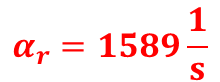 αᵣ = 1589 1/s